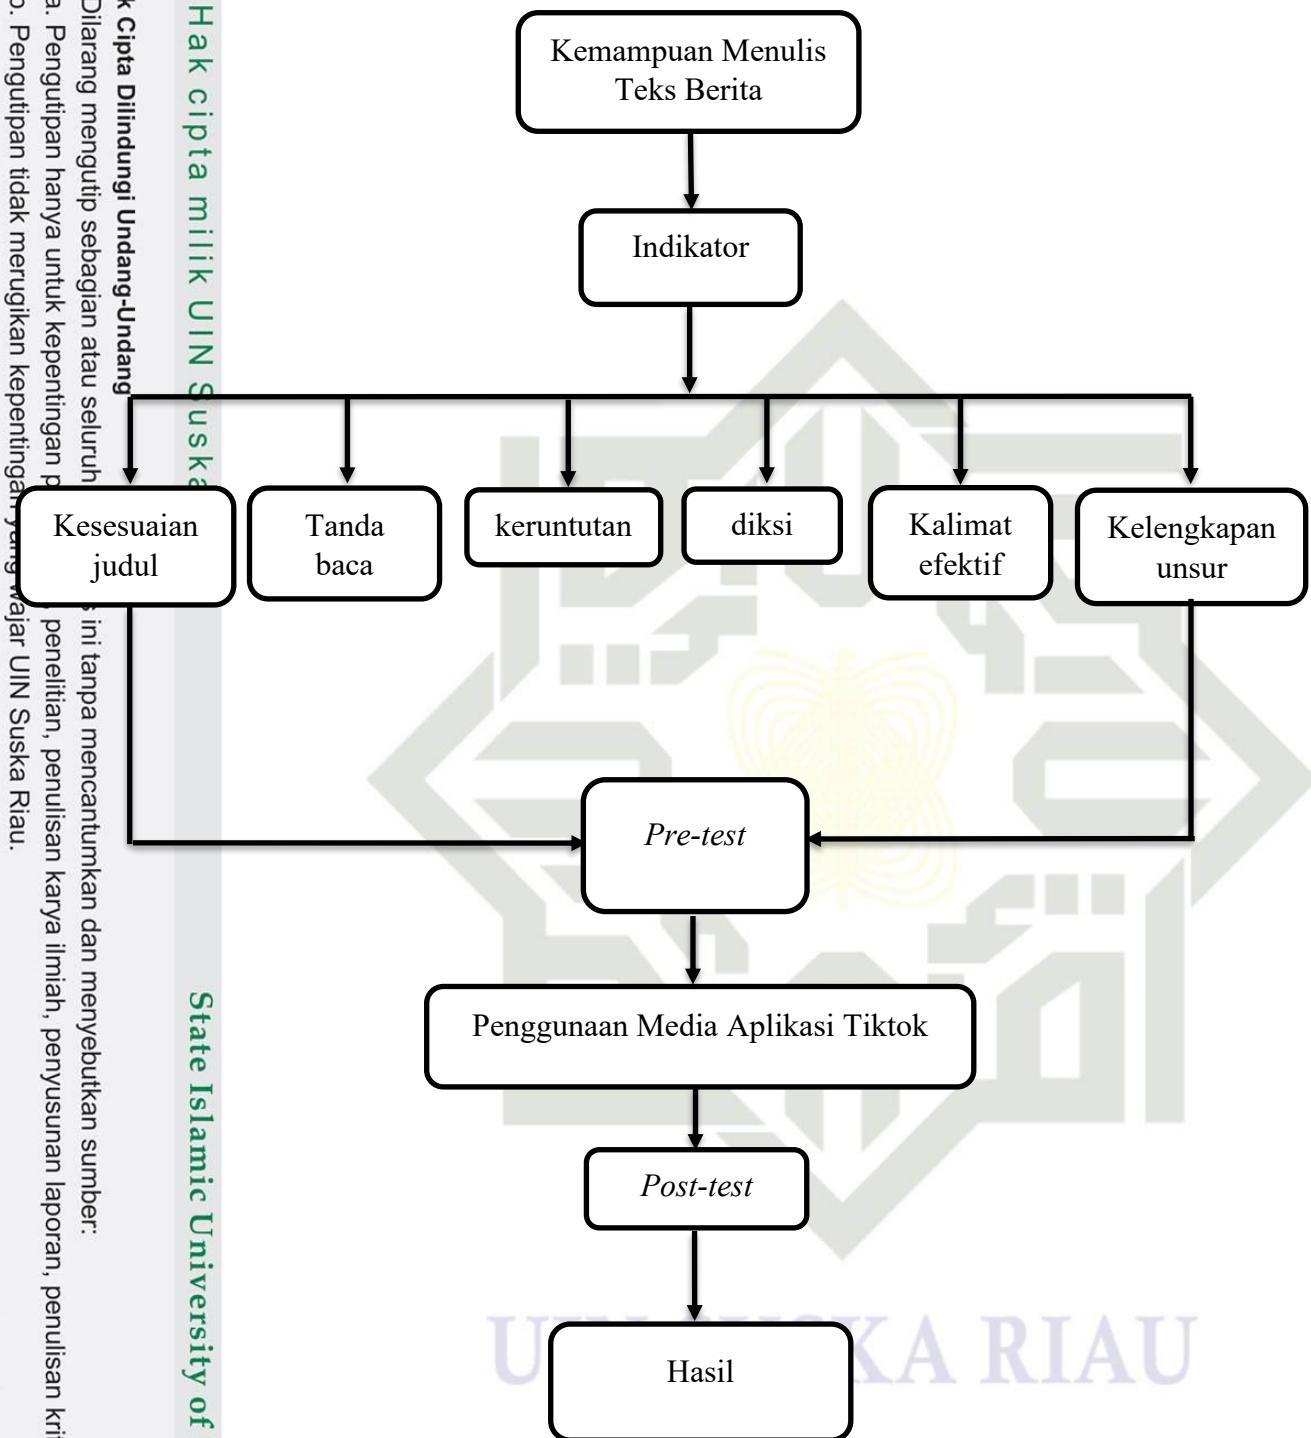 Kemampuan Menulis
Teks Berita
Indikator
Kesesuaian
judul
Tanda
baca
keruntutan
diksi
Kalimat
efektif
Kelengkapan
unsur
Pre-test
Penggunaan Media Aplikasi Tiktok
Post-test
Hasil
Hak cipta milik UIN Suska
State Islamic University of
k Cipta Dilindungi Undang-Undang
Dilarang mengutip sebagian atau seluruh ini tanpa mencantumkan dan menyebutkan sumber:
a. Pengutipan hanya untuk kepentingan penelitian, penulisan karya ilmiah, penyusunan laporan, penulisan krit
b. Pengutipan tidak merugikan kepentingan yang wajar UIN Suska Riau.
UIN SUSKA RIAU